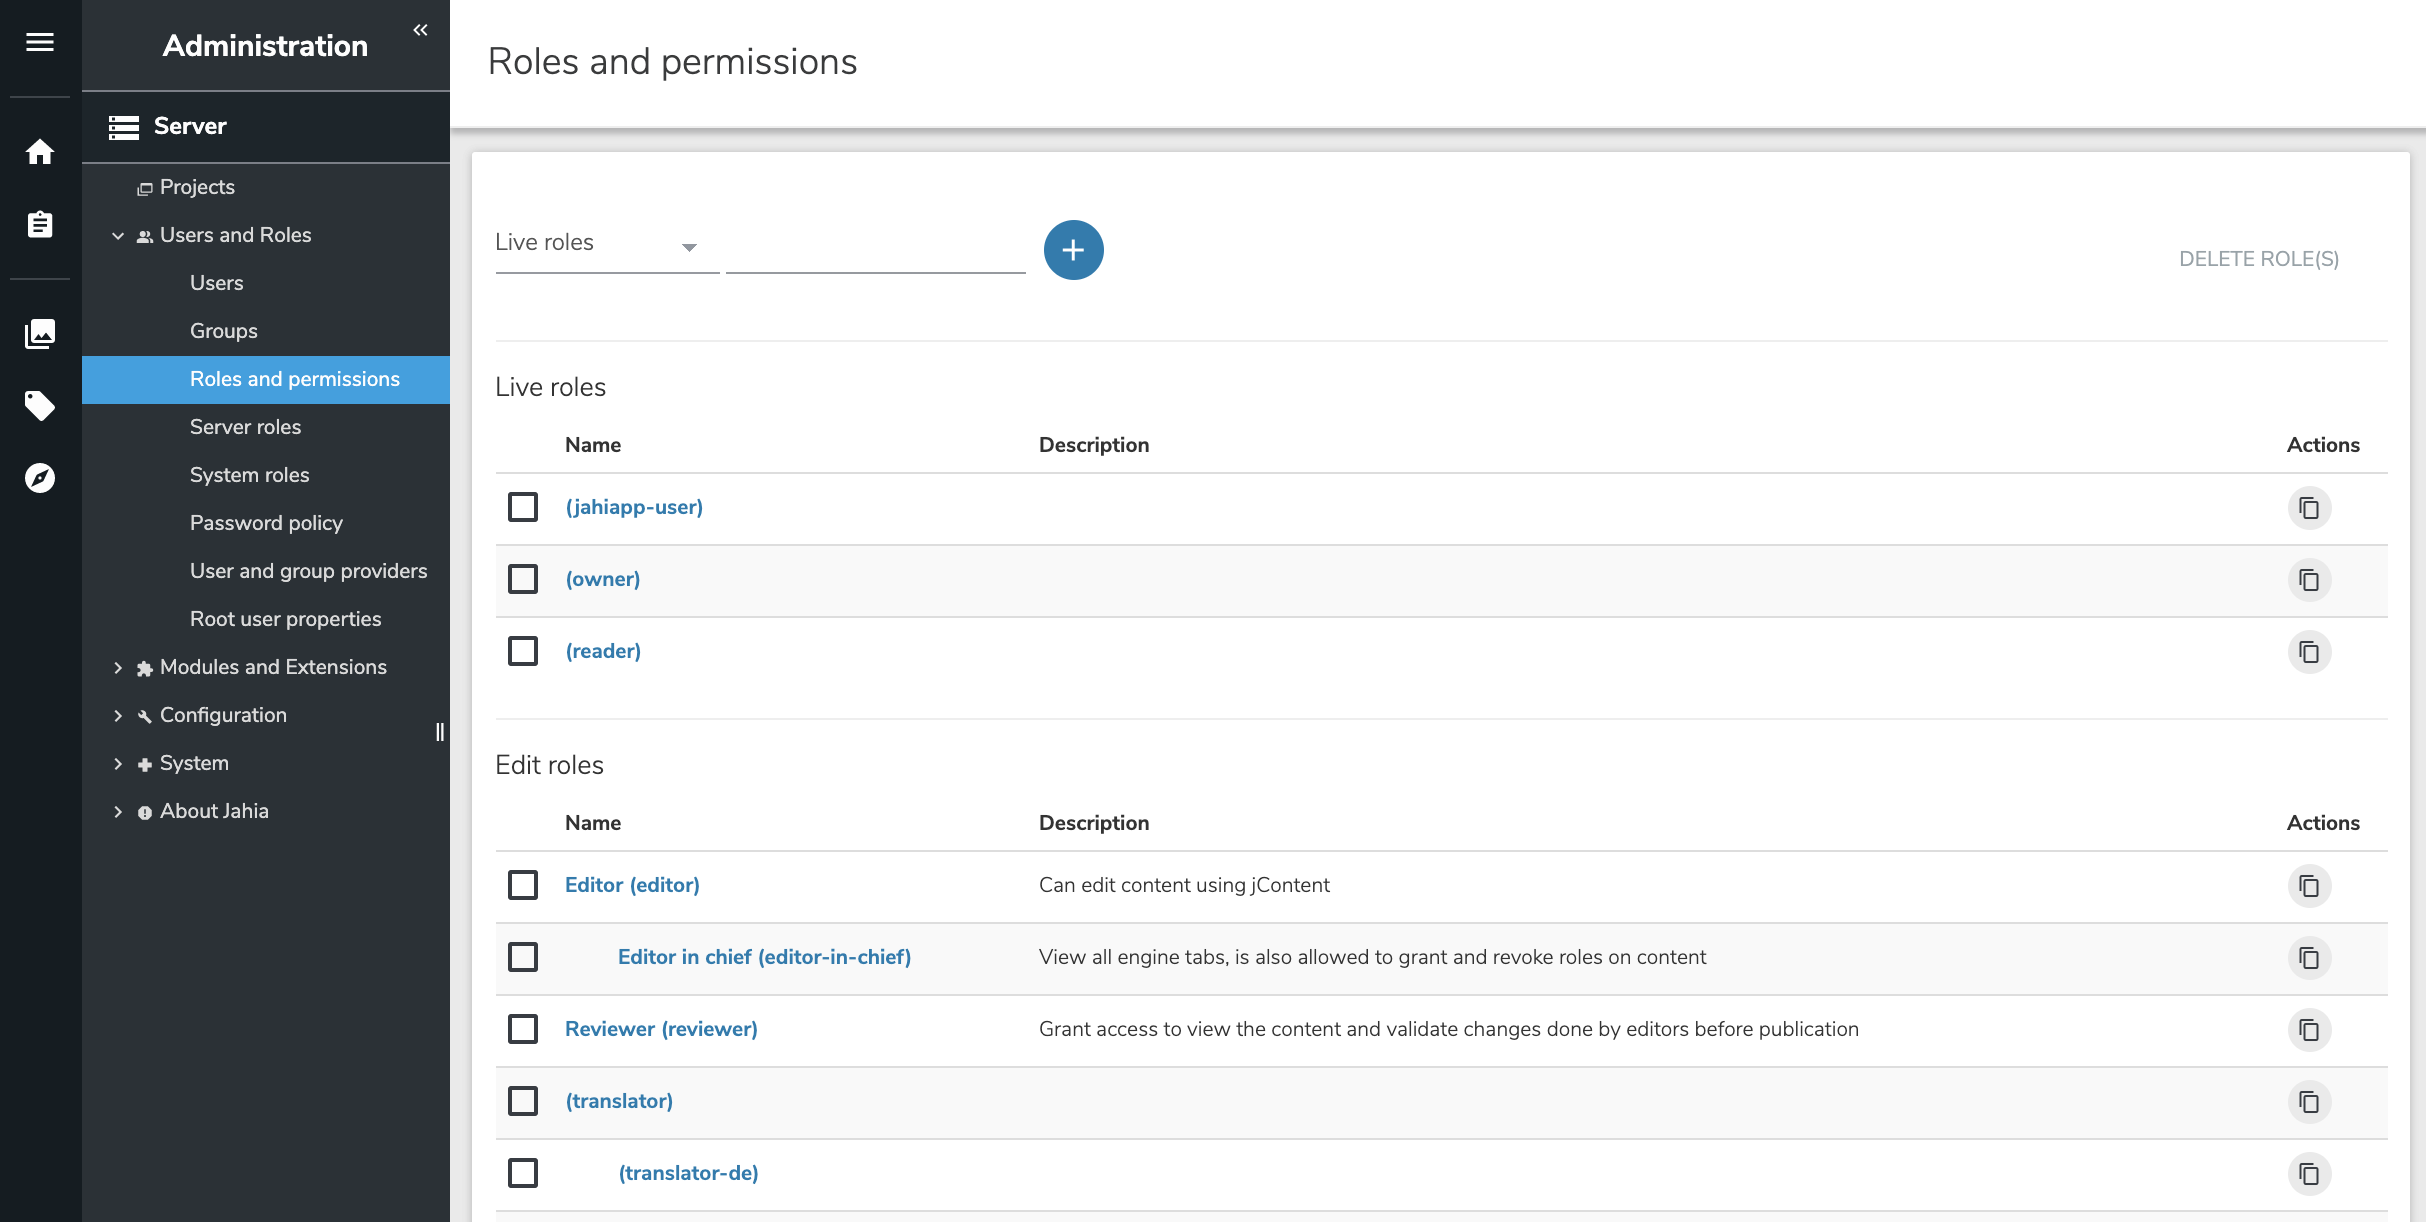 Administration
«
Server
Projects
Users and Roles
Users
Groups
Roles and permissions
Server roles
System roles
Password policy
User and group providers
Root user properties
Modules and Extensions
Configuration
System
About Jahia
Roles and permissions
Live roles
DELETE ROLE(S)
Live roles
Name Description Actions
(jahiapp-user)
(owner)
(reader)
Edit roles
Name Description Actions
Editor (editor) Can edit content using jContent
Editor in chief (editor-in-chief) View all engine tabs, is also allowed to grant and revoke roles on content
Reviewer (reviewer) Grant access to view the content and validate changes done by editors before publication
(translator)
(translator-de)